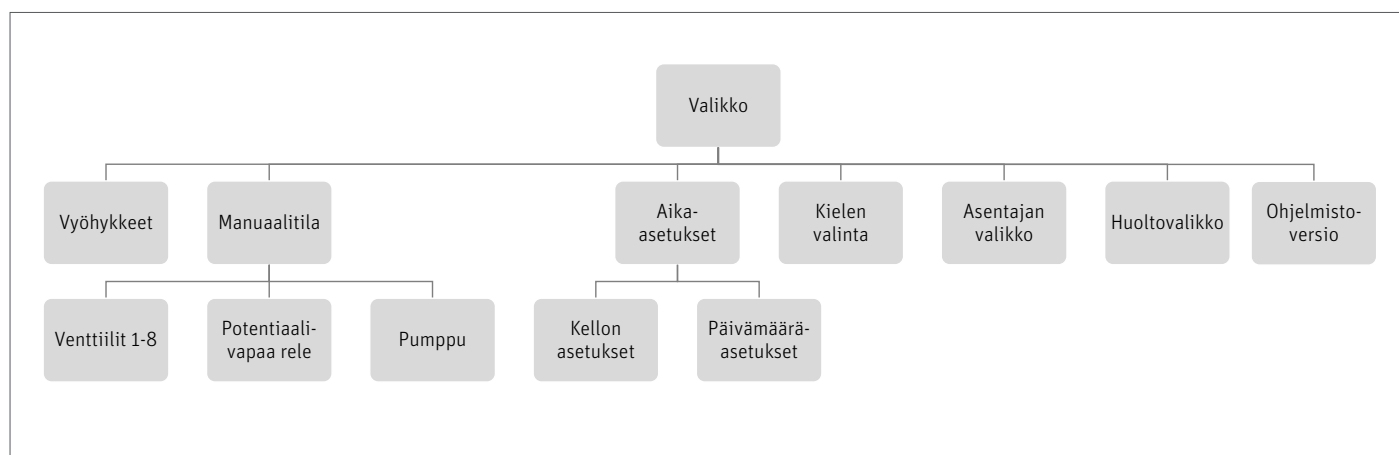 Valikko
Vyöhykkeet
Manuaalitila
Aika-
asetukset
Kielen
valinta
Asentajan
valikko
Huoltovalikko
Ohjelmisto-
versio
Venttiilit 1-8
Potentiaali-
vapaa rele
Pumppu
Kellon
asetukset
Päivämäärä-
asetukset